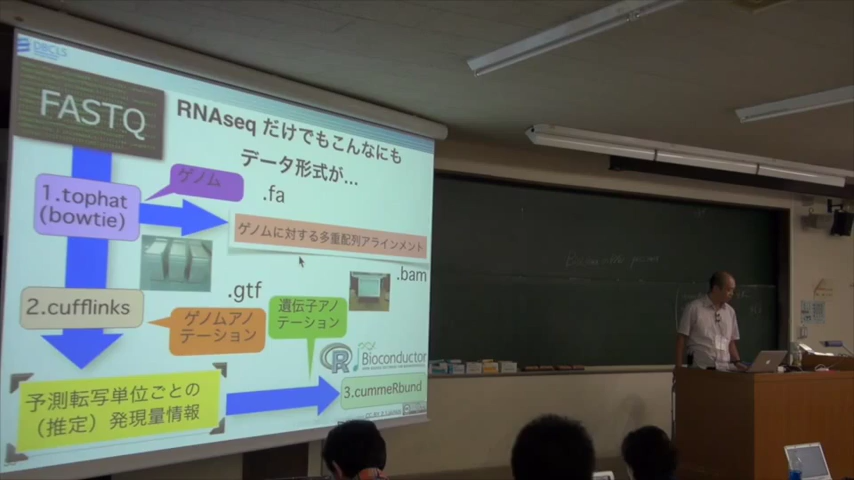 DBCLS
FASTQ
RNAseq だけでもこんなにも
データ形式が...
ゲノム
.fa
1.tophat
(bowtie)
ゲノムに対する多重配列アラインメント
.bam
.gtf
2.cufflinks
ゲノムアノ
テーション
遺伝子アノ
テーション
R
Bioconductor
3.cummeRbund
予測転写単位ごとの
（推定）発現量情報